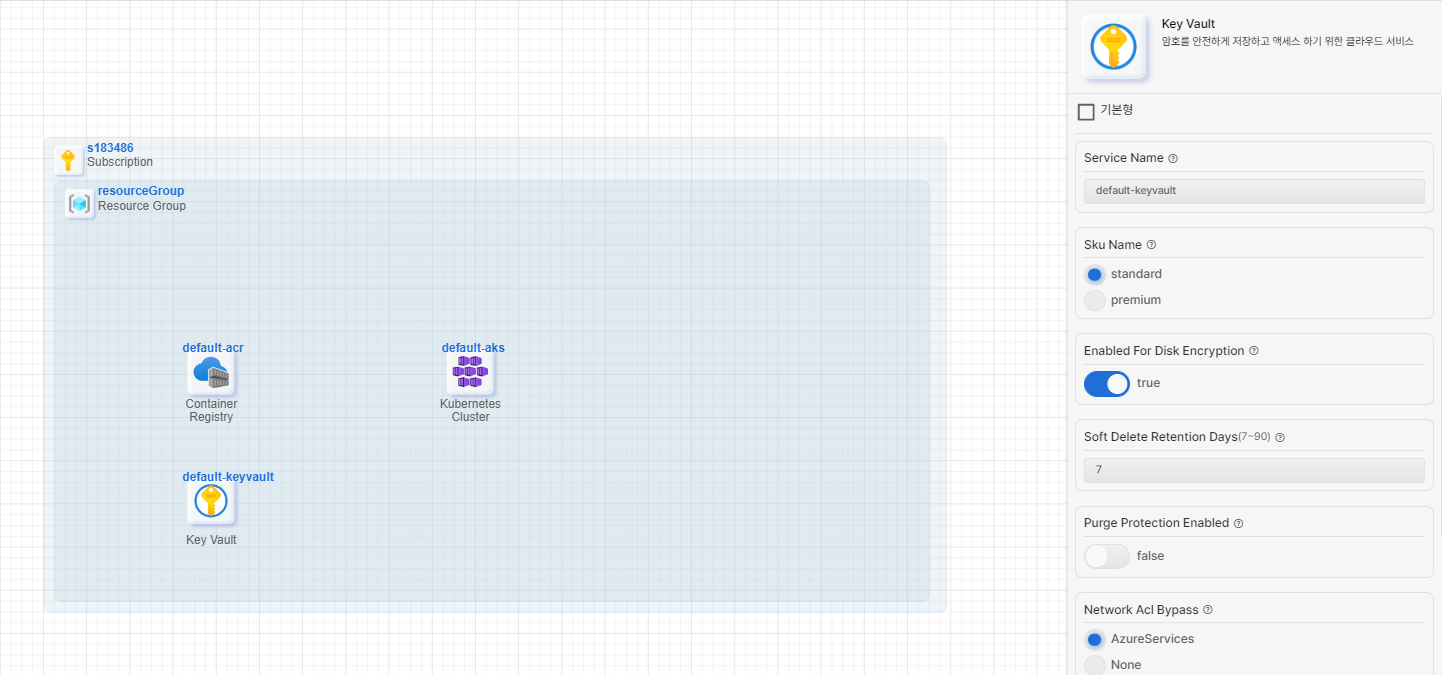 s183486
Subscription
resourceGroup
Resource Group
default-acr
Container
Registry
default-aks
Kubernetes
Cluster
default-keyvault
Key Vault
Key Vault
암호를 안전하게 저장하고 액세스 하기 위한 클라우드 서비스
기본형
Service Name ?
default-keyvault
Sku Name ?
standard
premium
Enabled For Disk Encryption ?
true
Soft Delete Retention Days(7~90) ?
7
Purge Protection Enabled ?
false
Network Acl Bypass ?
AzureServices
None